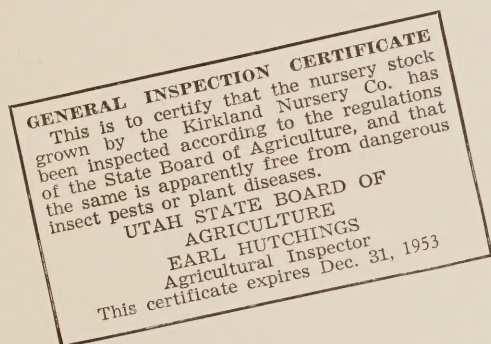 GENERAL INSPECTION CERTIFICATE
This is to certify that the nursery stock
grown by the Kirkland Nursery Co. has
been inspected according to the regulations
of the State Board of Agriculture, and that
the same is apparently free from dangerous
insect pests or plant diseases.
UTAH STATE BOARD OF
AGRICULTURE
EARL HUTCHINGS
Agricultural Inspector
This certificate expires Dec. 31, 1953